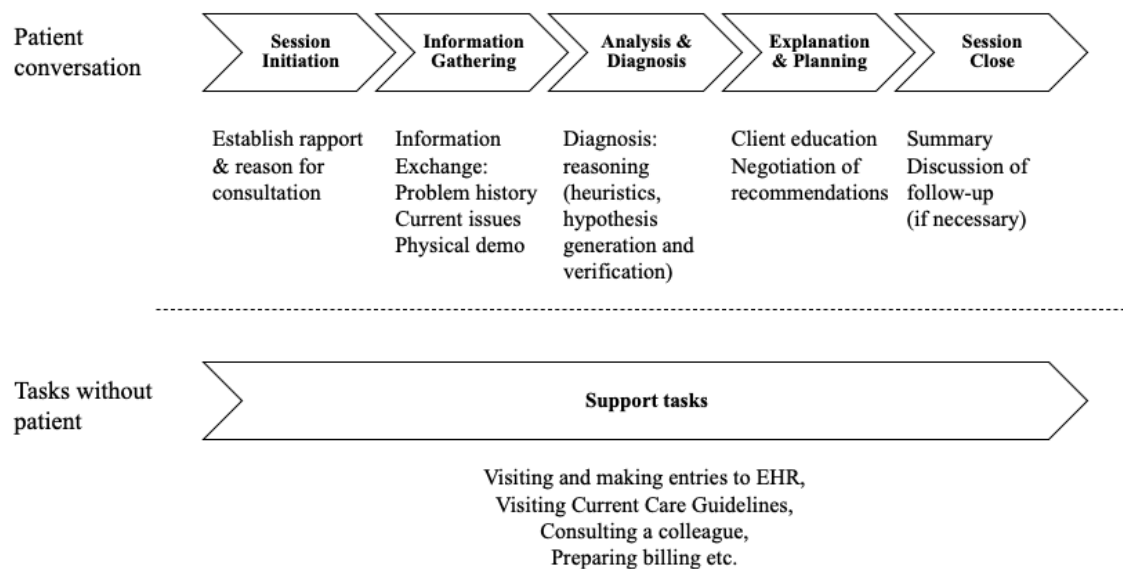 Patient
conversation
Session
Initiation
Information
Gathering
Analysis &
Diagnosis
Explanation
& Planning
Session
Close
Establish rapport
& reason for
consultation
Information
Exchange:
Problem history
Current issues
Physical demo
Diagnosis:
reasoning
(heuristics,
hypothesis
generation and
verification)
Client education
Negotiation of
recommendations
Summary
Discussion of
follow-up
(if necessary)
Tasks without
patient
Support tasks
Visiting and making entries to EHR,
Visiting Current Care Guidelines,
Consulting a colleague,
Preparing billing etc.